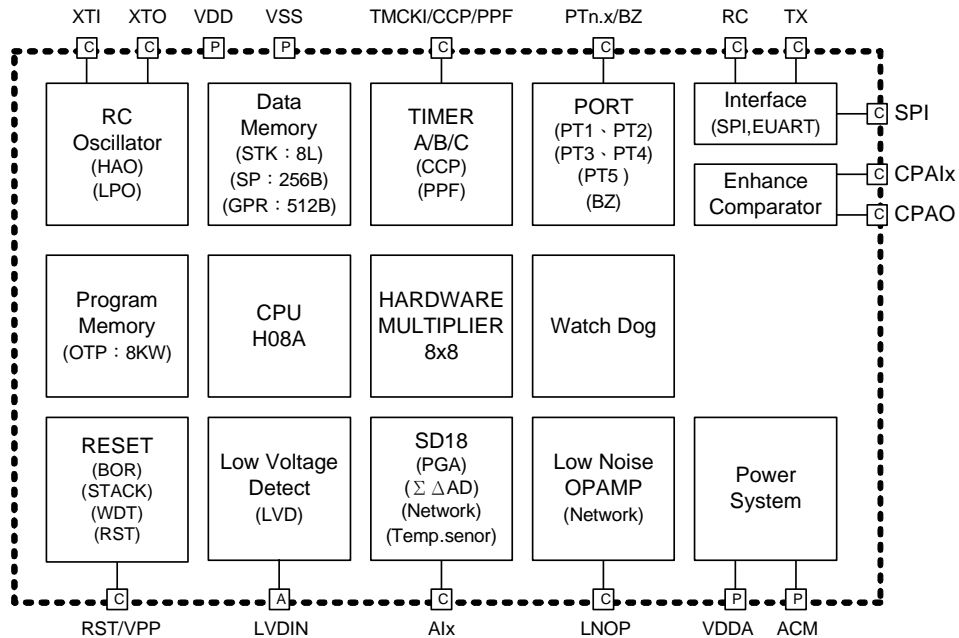 XTI XTO VDD VSS TMCKI/CCP/PPF PTn.x/BZ RC TX
C C P P C C C C
RC
Oscillator
(HAO)
(LPO)
Data
Memory
(STK：8L)
(SP：256B)
(GPR：512B)
TIMER
A/B/C
(CCP)
(PPF)
PORT
(PT1、PT2)
(PT3、PT4)
(PT5 )
(BZ)
Interface
(SPI,EUART)
C SPI
Enhance
Comparator
C CPAIx
C CPAO
Program
Memory
(OTP：8KW)
CPU
H08A
HARDWARE
MULTIPLIER
8x8
Watch Dog
RESET
(BOR)
(STACK)
(WDT)
(RST)
Low Voltage
Detect
(LVD)
SD18
(PGA)
(Σ ΔAD)
(Network)
(Temp.senor)
Low Noise
OPAMP
(Network)
Power
System
C A C C P P
RST/VPP LVDIN AIx LNOP VDDA ACM